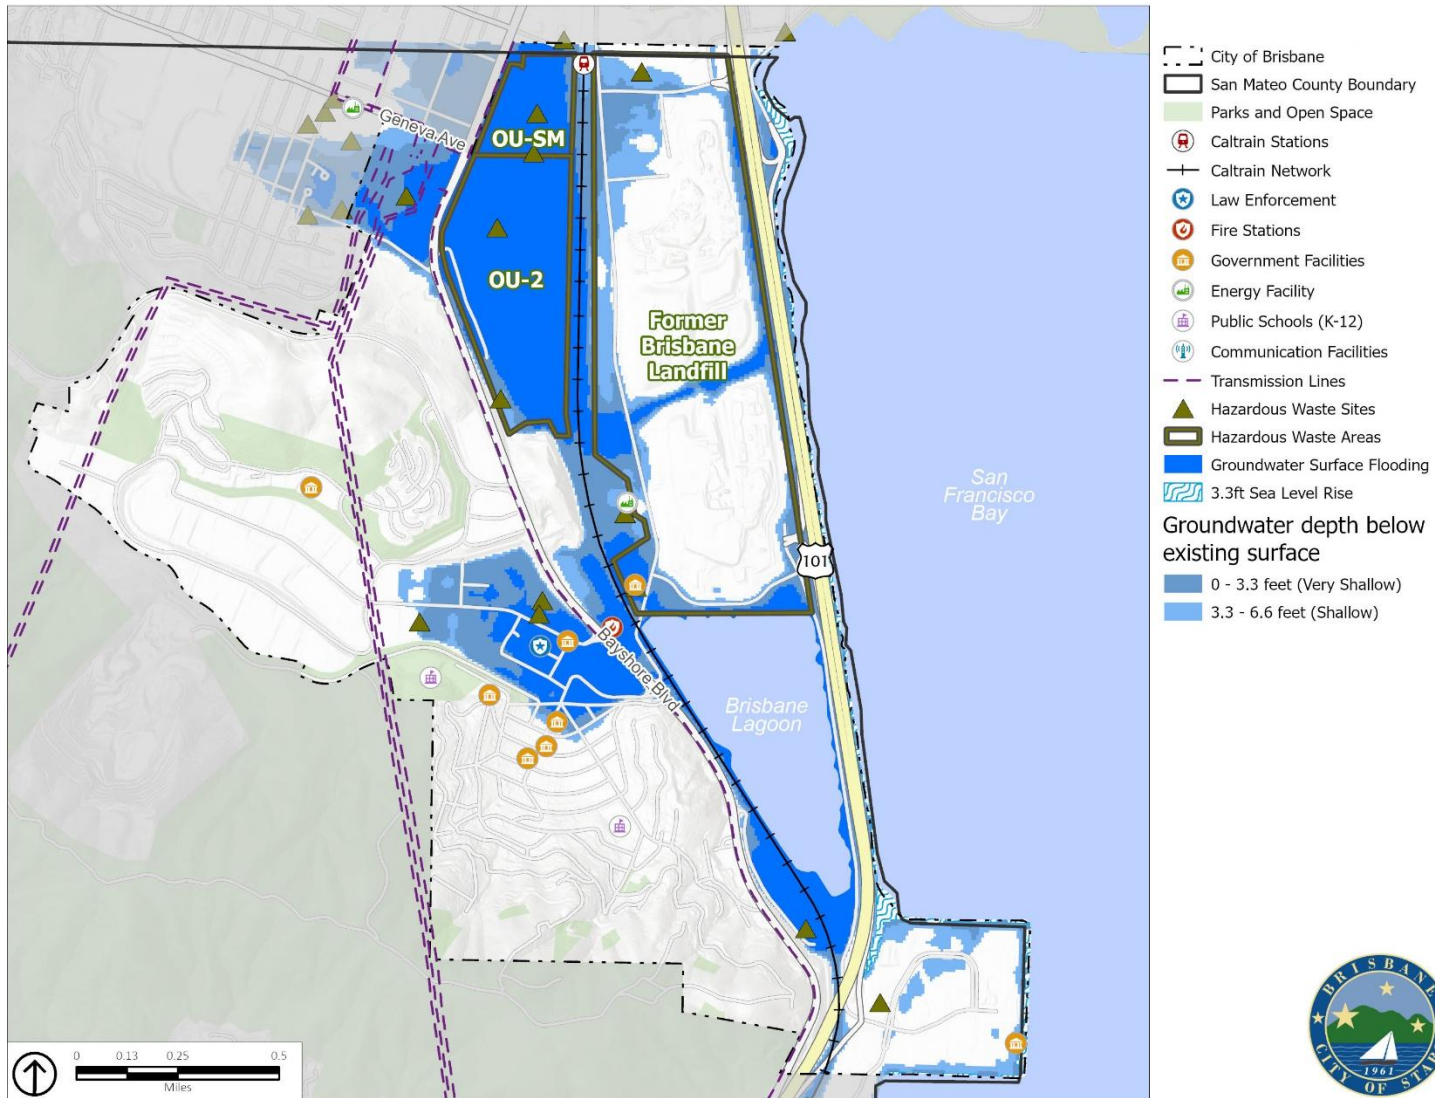 Geneva Ave
OU-SM
OU-2
Former
Brisbane
Landfill
San
Francisco
Bay
101
Bayshore Blvd
Brisbane
Lagoon
0 0.13 0.25 0.5
Miles
City of Brisbane
San Mateo County Boundary
Parks and Open Space
Caltrain Stations
Caltrain Network
Law Enforcement
Fire Stations
Government Facilities
Energy Facility
Public Schools (K-12)
Communication Facilities
Transmission Lines
Hazardous Waste Sites
Hazardous Waste Areas
Groundwater Surface Flooding
3.3ft Sea Level Rise
Groundwater depth below
existing surface
0 - 3.3 feet (Very Shallow)
3.3 - 6.6 feet (Shallow)
BRISBANE
CITY OF STAR
1961